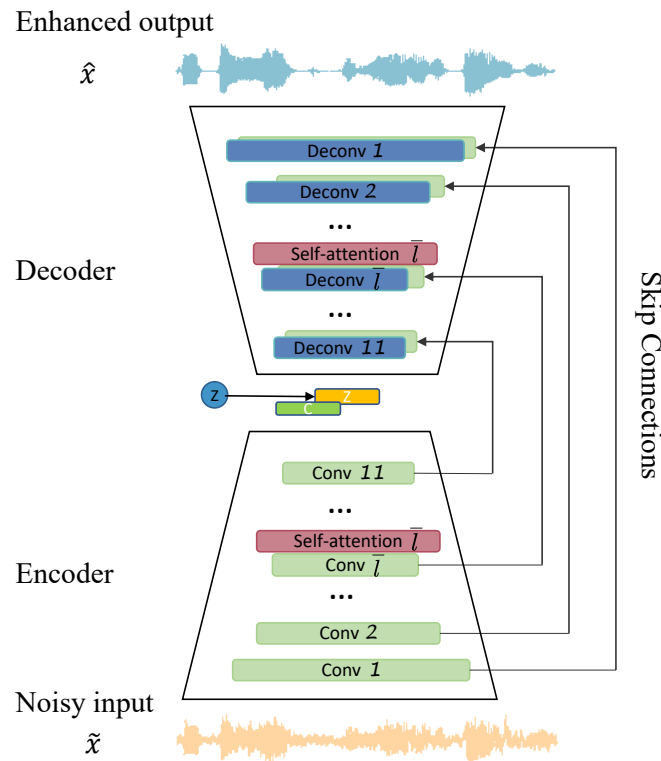 Enhanced output
x̂
Deconv 1
Deconv 2
...
Self-attention l̅
Decoder
Deconv l̅
...
Deconv 11
Skip Connections
Z
Z
C
Conv 11
...
Self-attention l̅
Encoder
Conv l̅
...
Conv 2
Conv 1
Noisy input
x̃